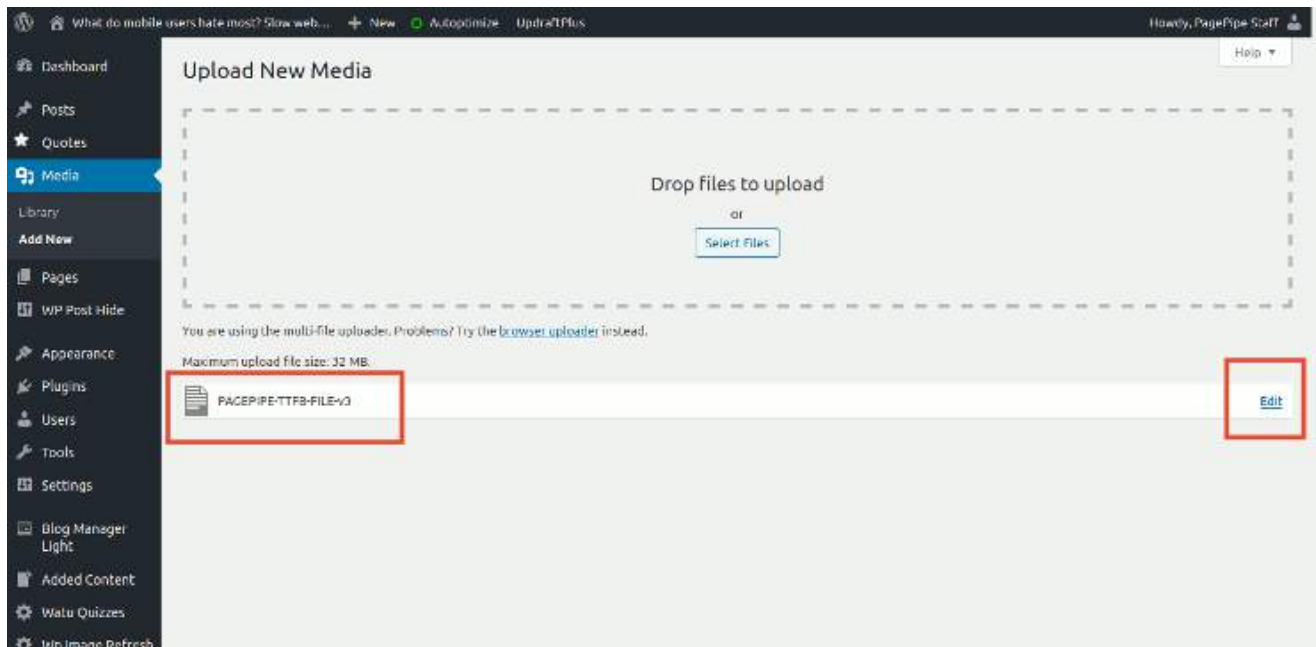 What do mobile users hate most? Slow web... + New Autoptimize UpdraftPlus Howdy, PagePipe Staff
Help ▼
Dashboard
Upload New Media
Posts
Quotes
Media
Drop files to upload
or
Library
Add New
Select Files
Pages
WP Post Hide
You are using the multi-file uploader. Problems? Try the browser uploader instead.
Appearance
Maximum upload file size: 32 MB.
Plugins
PAGEPIPE-TTFB-FILE-v3 Edit
Users
Tools
Settings
Blog Manager
Light
Added Content
Watu Quizzes
Wp Image Refresh